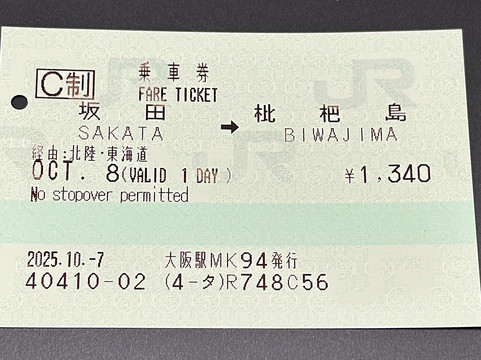 C制 乗車券
FARE TICKET
坂田 → 枇杷島
SAKATA BIWAJIMA
経由:北陸・東海道
OCT. 8(VALID 1 DAY ) ¥1,340
No stopover permitted
2025.10.-7 大阪駅MK94発行
40410-02 (4-タ)R748C56